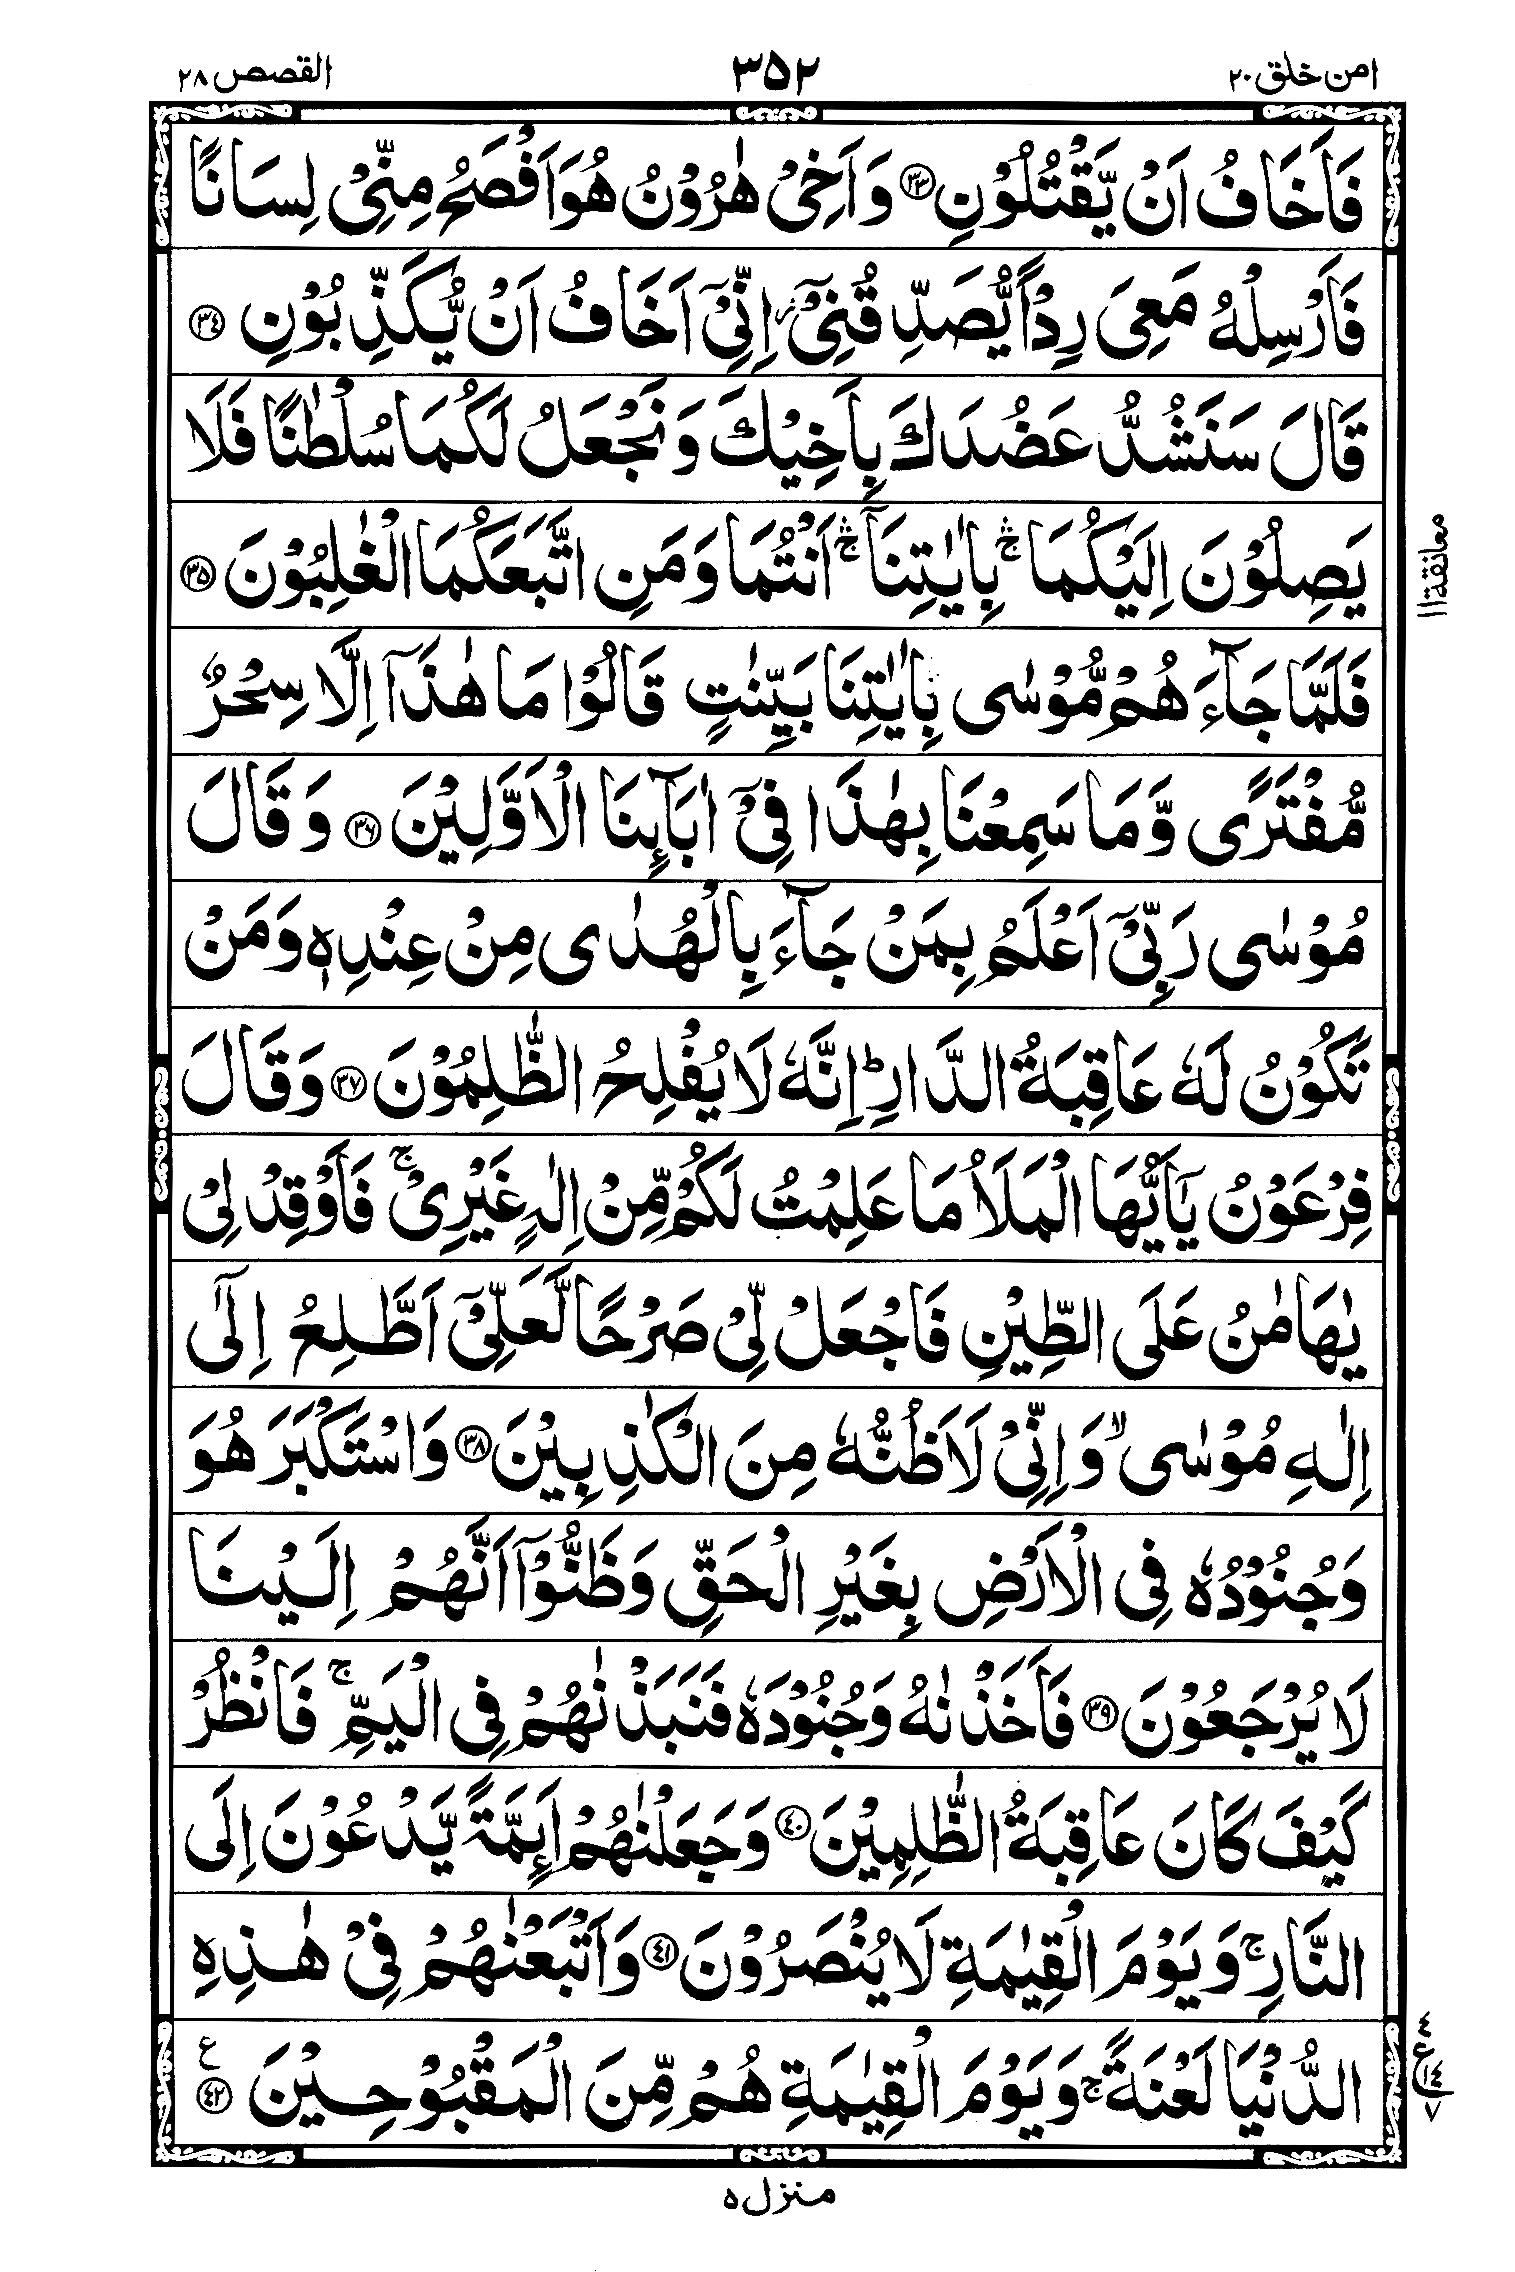 امن خلق ٢٠
٣٥٢
القصص ٢٨
فَاَخَافُ اَنْ يَّقْتُلُوْنِ ﴿٣٣﴾ وَاَخِىْ هٰرُوْنُ هُوَ اَفْصَحُ مِنِّىْ لِسَانًا
فَاَرْسِلْهُ مَعِىَ رِدْاً يُّصَدِّقُنِىْۤ ز اِنِّىْۤ اَخَافُ اَنْ يُّكَذِّبُوْنِ ﴿٣٤﴾
قَالَ سَنَشُدُّ عَضُدَكَ بِاَخِيْكَ وَنَجْعَلُ لَكُمَا سُلْطٰنًا فَلَا
يَصِلُوْنَ اِلَيْكُمَا ۛۚ بِاٰيٰتِنَاۤ ۛۚ اَنْتُمَا وَمَنِ اتَّبَعَكُمَا الْغٰلِبُوْنَ ﴿٣٥﴾
معانقة ١١
فَلَمَّا جَآءَهُمْ مُّوْسٰى بِاٰيٰتِنَا بَيِّنٰتٍ قَالُوْا مَا هٰذَاۤ اِلَّا سِحْرٌ
مُّفْتَرًى وَّمَا سَمِعْنَا بِهٰذَا فِىْۤ اٰبَآئِنَا الْاَوَّلِيْنَ ﴿٣٦﴾ وَقَالَ
مُوْسٰى رَبِّىْۤ اَعْلَمُ بِمَنْ جَآءَ بِالْهُدٰى مِنْ عِنْدِهٖ وَمَنْ
تَكُوْنُ لَهٗ عَاقِبَةُ الدَّارِ ؕ اِنَّهٗ لَا يُفْلِحُ الظّٰلِمُوْنَ ﴿٣٧﴾ وَقَالَ
فِرْعَوْنُ يٰۤاَيُّهَا الْمَلَاُ مَا عَلِمْتُ لَكُمْ مِّنْ اِلٰهٍ غَيْرِىْ ۚ فَاَوْقِدْ لِىْ
يٰهَامٰنُ عَلَى الطِّيْنِ فَاجْعَلْ لِّىْ صَرْحًا لَّعَلِّىْۤ اَطَّلِعُ اِلٰۤى
اِلٰهِ مُوْسٰى ۙ وَاِنِّىْ لَاَظُنُّهٗ مِنَ الْكٰذِبِيْنَ ﴿٣٨﴾ وَاسْتَكْبَرَ هُوَ
وَجُنُوْدُهٗ فِى الْاَرْضِ بِغَيْرِ الْحَقِّ وَظَنُّوْۤا اَنَّهُمْ اِلَيْنَا
لَا يُرْجَعُوْنَ ﴿٣٩﴾ فَاَخَذْنٰهُ وَجُنُوْدَهٗ فَنَبَذْنٰهُمْ فِى الْيَمِّ ۚ فَانْظُرْ
كَيْفَ كَانَ عَاقِبَةُ الظّٰلِمِيْنَ ﴿٤٠﴾ وَجَعَلْنٰهُمْ اَئِمَّةً يَّدْعُوْنَ اِلَى
النَّارِ ۚ وَيَوْمَ الْقِيٰمَةِ لَا يُنْصَرُوْنَ ﴿٤١﴾ وَاَتْبَعْنٰهُمْ فِىْ هٰذِهِ
الدُّنْيَا لَعْنَةً ۚ وَيَوْمَ الْقِيٰمَةِ هُمْ مِّنَ الْمَقْبُوْحِيْنَ ﴿٤٢﴾ ع
٤
ع ١٤
٧
منزل ٥